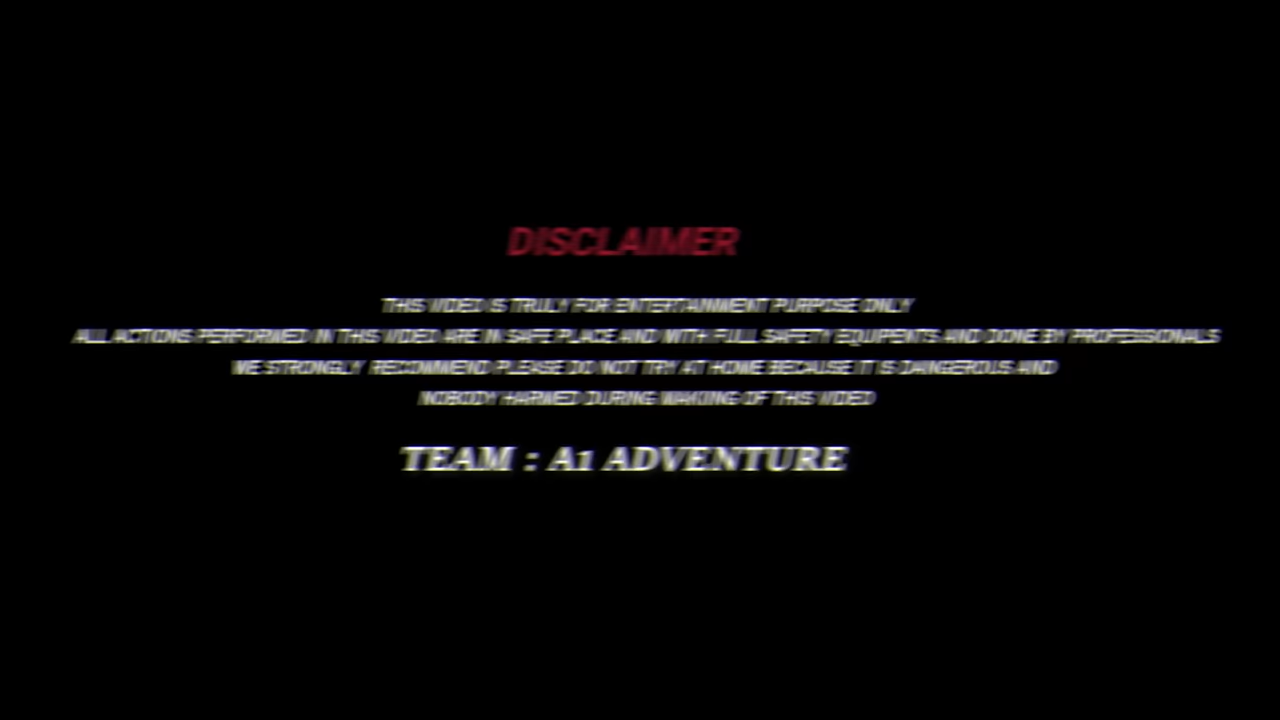 DISCLAIMER
THIS VIDEO IS TRULY FOR ENTERTAINMENT PURPOSE ONLY
ALL ACTIONS PERFORMED IN THIS VIDEO ARE IN SAFE PLACE AND WITH FULL SAFETY EQUIPENTS AND DONE BY PROFESSIONALS
WE STRONGLY RECOMMEND PLEASE DO NOT TRY AT HOME BECAUSE IT IS DANGEROUS AND
NOBODY HARMED DURING MAKING OF THIS VIDEO
TEAM : A1 ADVENTURE